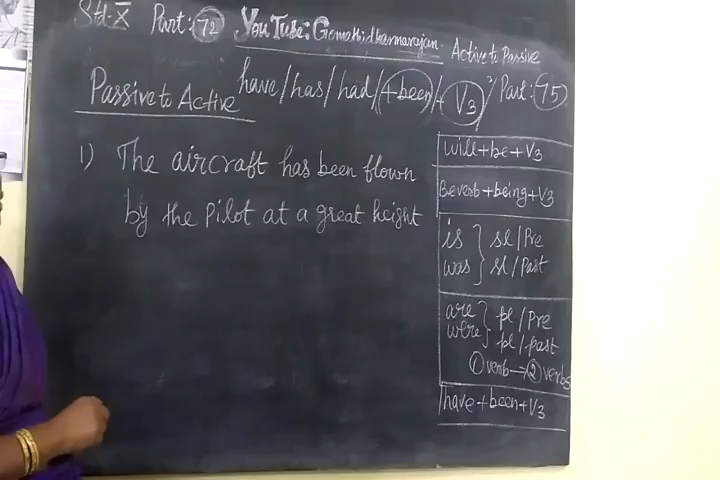 Std.X Part:72 YouTube: Gomathidharmarajan
Active to Passive
Part:75
Passive to Active have/has/had/+been/+V3
1) The aircraft has been flown
by the Pilot at a great height
will+be+V3
Beverb+being+V3
is } sl/Pre
was } sl/Past
are } pl/Pre
were } pl/past
1 verb→2 verbs
have+been+V3